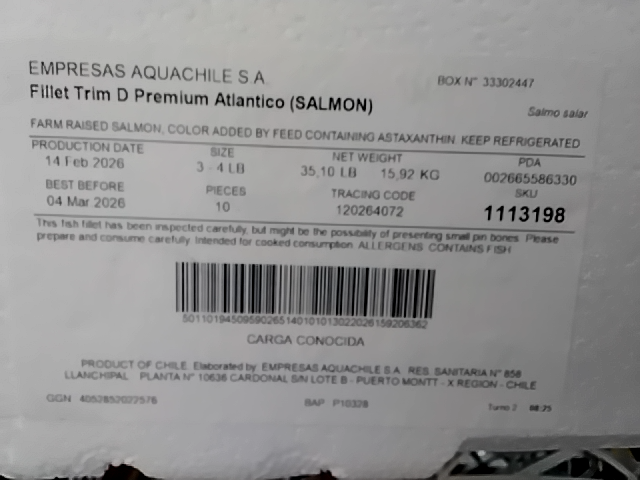 EMPRESAS AQUACHILE S.A.
BOX N° 33302447
Fillet Trim D Premium Atlantico (SALMON)
Salmo salar
FARM RAISED SALMON, COLOR ADDED BY FEED CONTAINING ASTAXANTHIN. KEEP REFRIGERATED
PRODUCTION DATE SIZE NET WEIGHT PDA
14 Feb 2026 3 - 4 LB 35,10 LB 15,92 KG 002665586330
BEST BEFORE PIECES TRACING CODE SKU
04 Mar 2026 10 120264072 1113198
This fish fillet has been inspected carefully, but might be the possibility of presenting small pin bones. Please
prepare and consume carefully. Intended for cooked consumption. ALLERGENS: CONTAINS FISH
CARGA CONOCIDA
PRODUCT OF CHILE. Elaborated by: EMPRESAS AQUACHILE S.A. RES. SANITARIA N° 858
LLANCHIPAL. PLANTA N° 10636 CARDONAL S/N LOTE B - PUERTO MONTT - X REGION - CHILE
GGN 4052852027576 BAP P10328 Turno 2